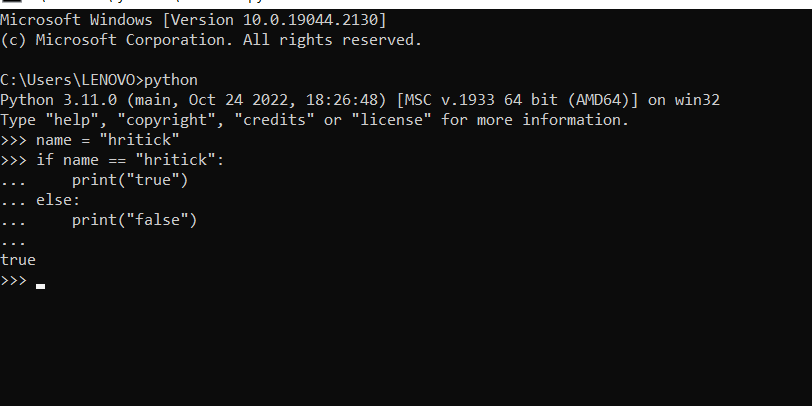 Microsoft Windows [Version 10.0.19044.2130]
(c) Microsoft Corporation. All rights reserved.
C:\Users\LENOVO>python
Python 3.11.0 (main, Oct 24 2022, 18:26:48) [MSC v.1933 64 bit (AMD64)] on win32
Type "help", "copyright", "credits" or "license" for more information.
>>> name = "hritick"
>>> if name == "hritick":
...     print("true")
... else:
...     print("false")
...
true
>>>